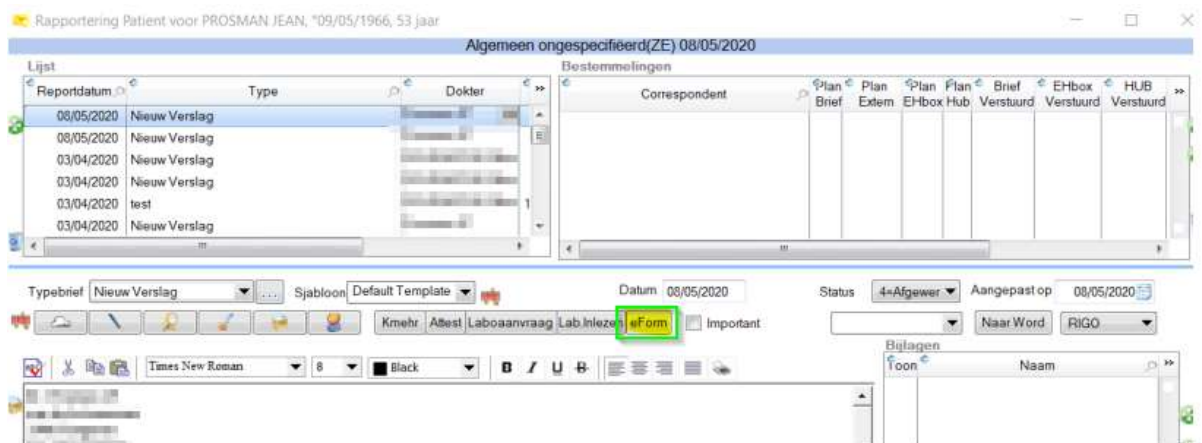 Rapportering Patient voor PROSMAN JEAN, °09/05/1966, 53 jaar
Algemeen ongespecifiëerd(ZE) 08/05/2020
Lijst
Bestemmelingen
Reportdatum Type Dokter
Correspondent Plan Brief Plan Extern Plan EHbox Plan Hub Brief Verstuurd EHbox Verstuurd HUB Verstuurd
08/05/2020 Nieuw Verslag
08/05/2020 Nieuw Verslag
03/04/2020 Nieuw Verslag
03/04/2020 Nieuw Verslag
03/04/2020 test 1
03/04/2020 Nieuw Verslag
Typebrief Nieuw Verslag ... Sjabloon Default Template Datum 08/05/2020 Status 4=Afgewer Aangepast op 08/05/2020
Kmehr Attest Laboaanvraag Lab.Inlezen eForm Important Naar Word RIGO
Bijlagen
Times New Roman 8 Black B I U
Toon Naam